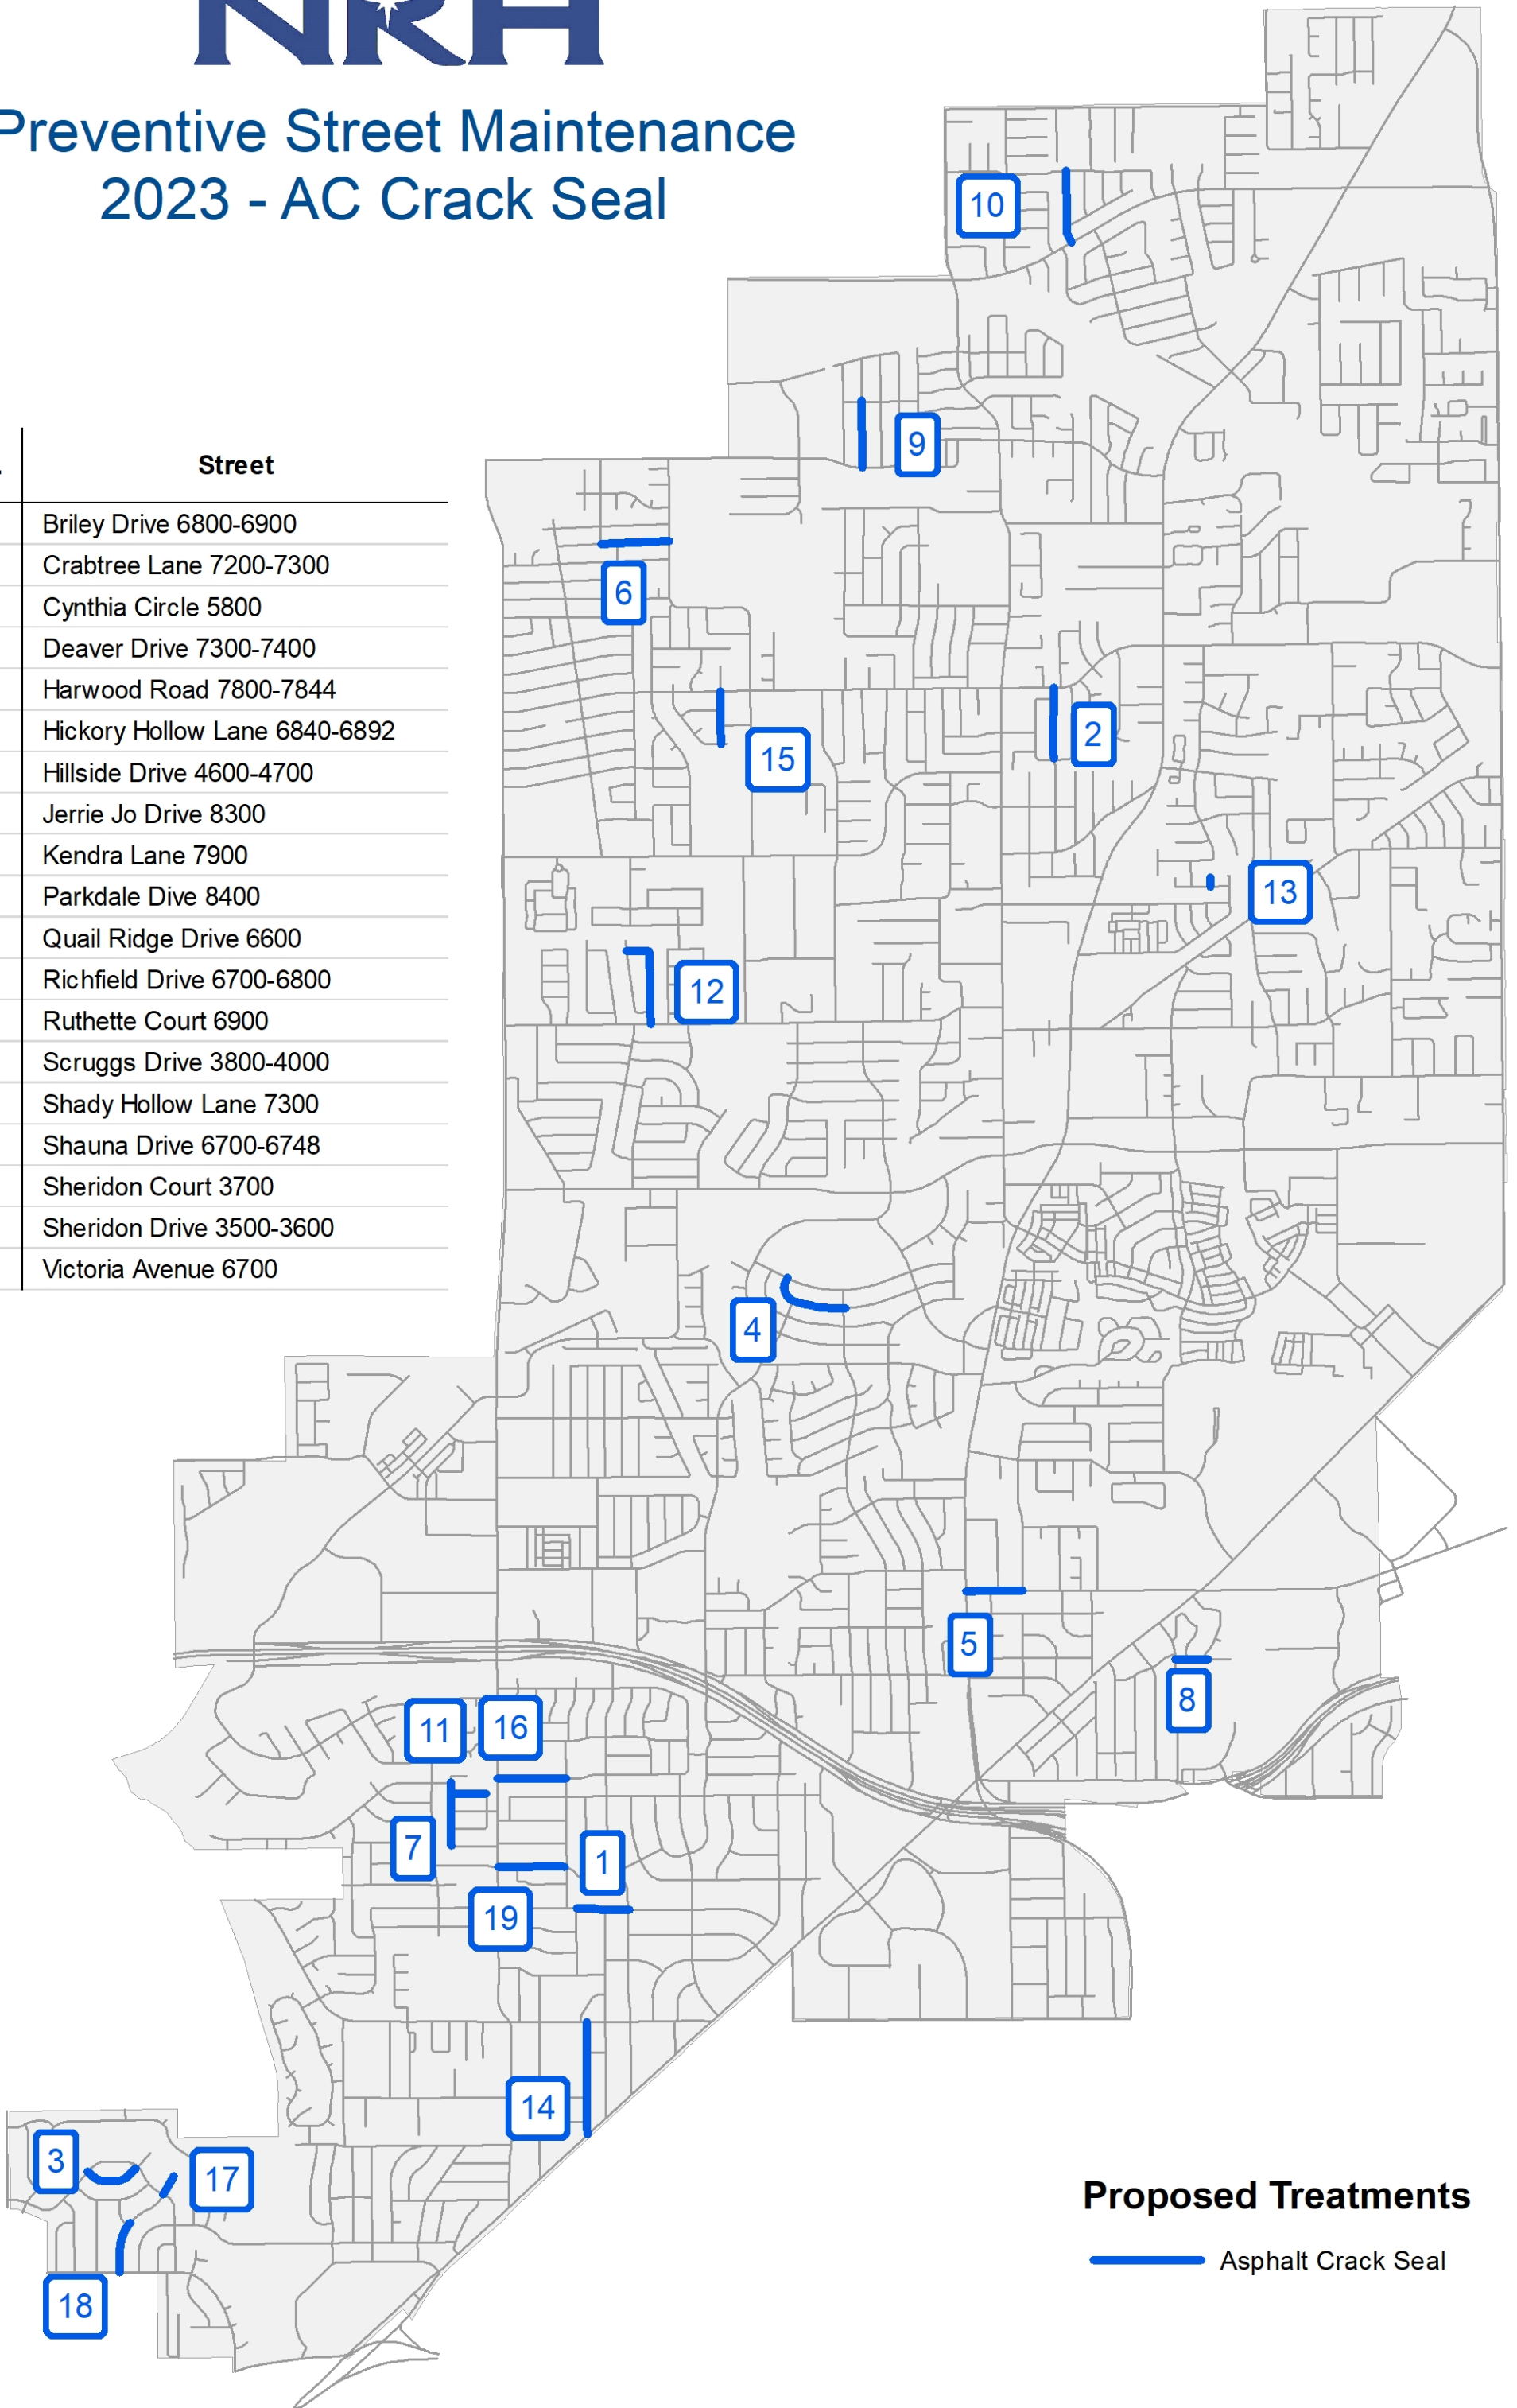 NRH
Preventive Street Maintenance
2023 - AC Crack Seal
Street
Briley Drive 6800-6900
Crabtree Lane 7200-7300
Cynthia Circle 5800
Deaver Drive 7300-7400
Harwood Road 7800-7844
Hickory Hollow Lane 6840-6892
Hillside Drive 4600-4700
Jerrie Jo Drive 8300
Kendra Lane 7900
Parkdale Dive 8400
Quail Ridge Drive 6600
Richfield Drive 6700-6800
Ruthette Court 6900
Scruggs Drive 3800-4000
Shady Hollow Lane 7300
Shauna Drive 6700-6748
Sheridon Court 3700
Sheridon Drive 3500-3600
Victoria Avenue 6700
10
9
6
15
2
13
12
4
5
8
11
16
7
1
19
14
3
17
18
Proposed Treatments
Asphalt Crack Seal